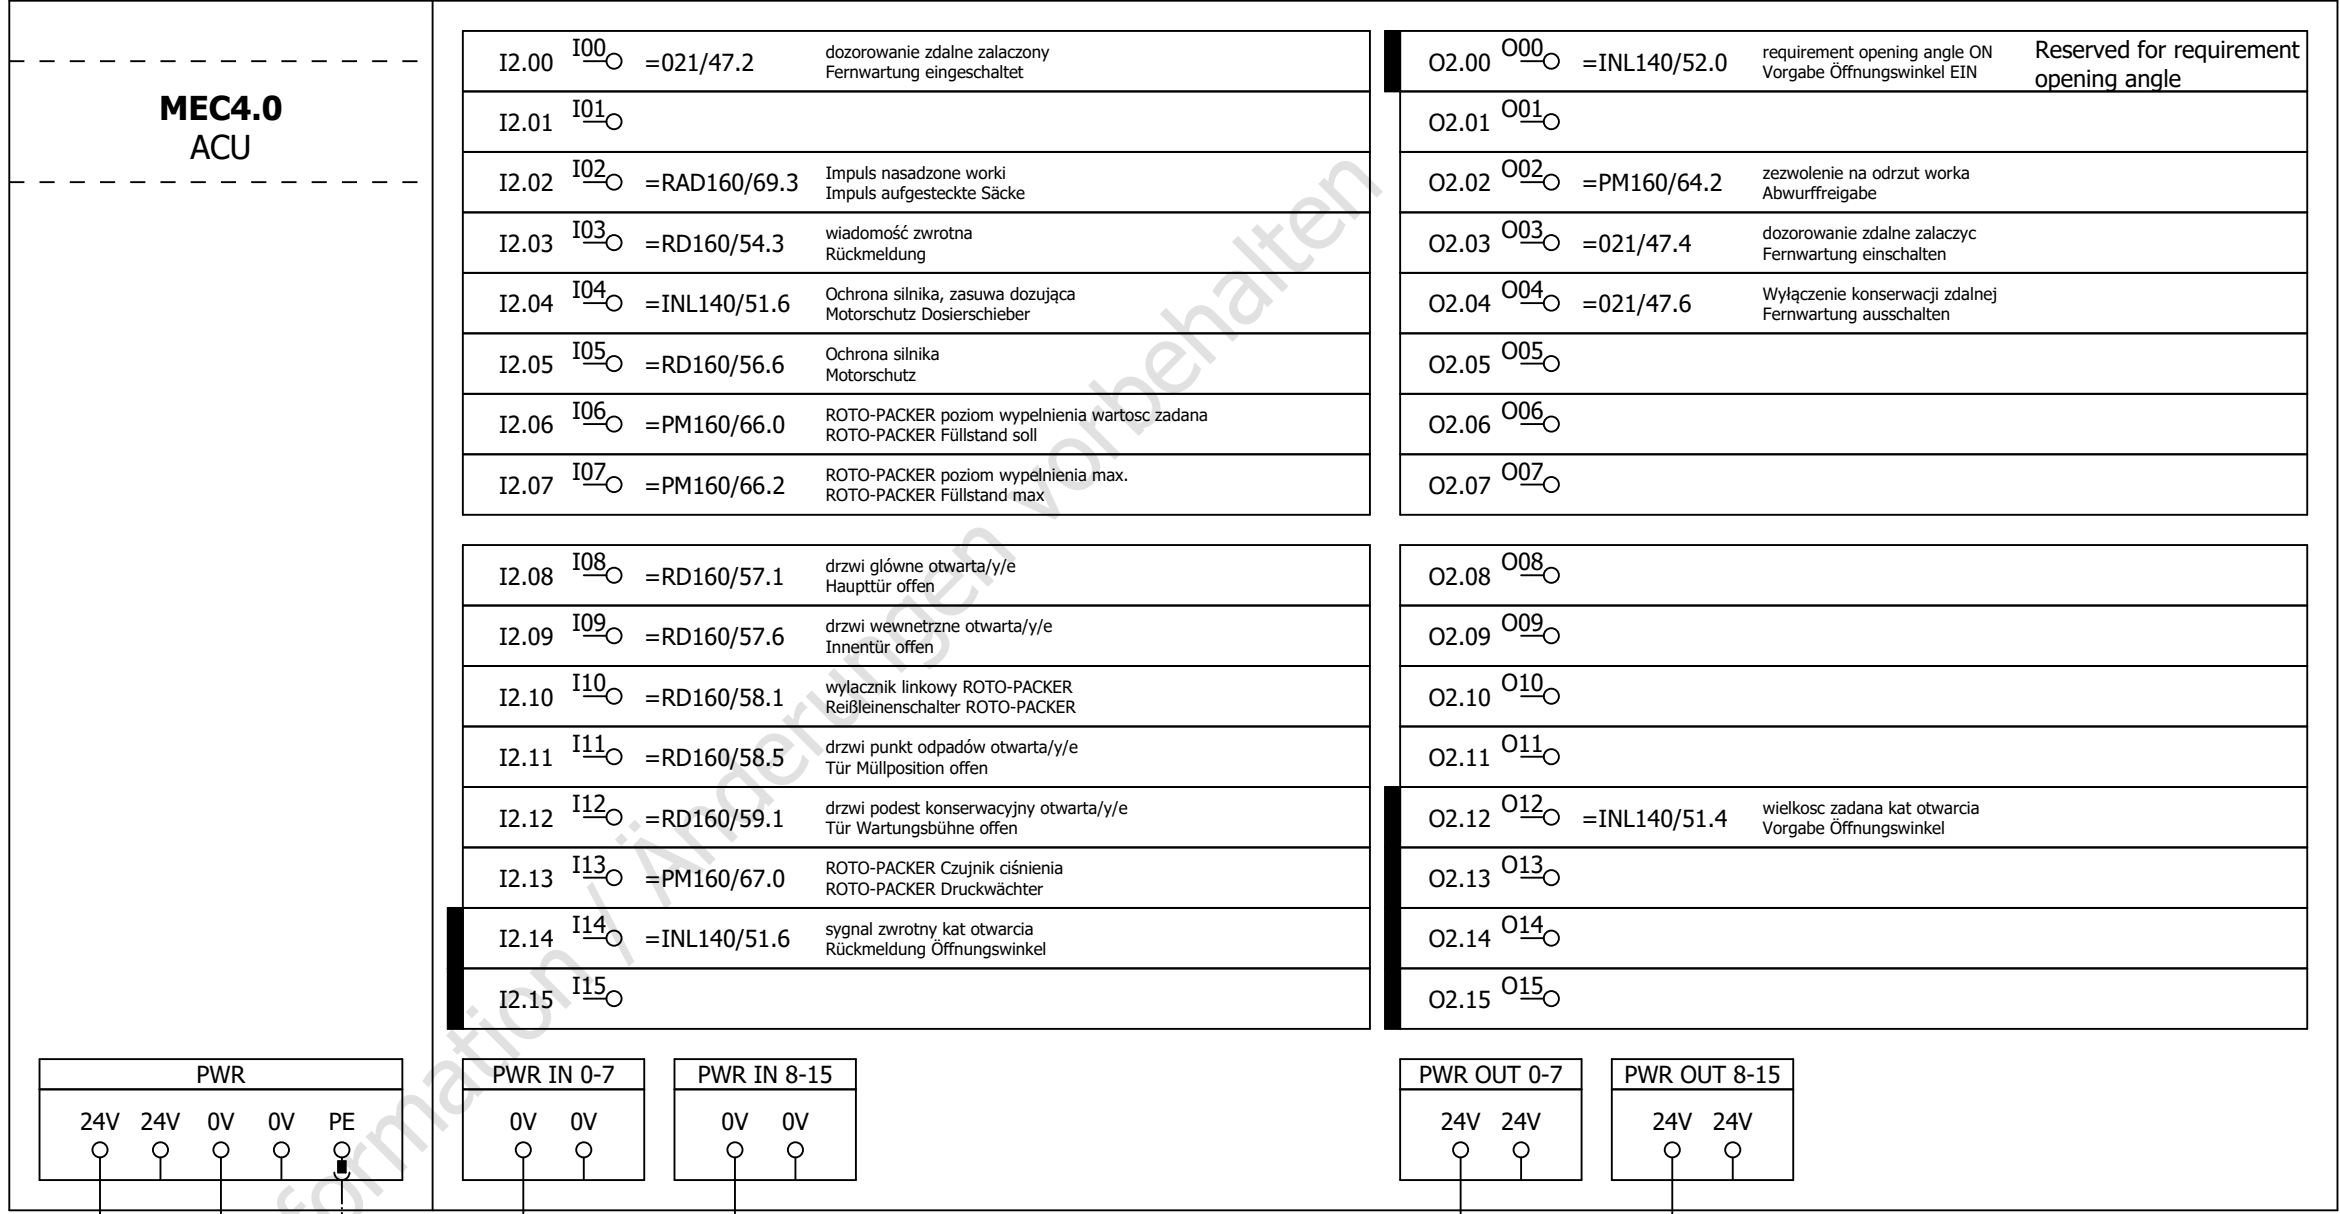 MEC4.0
ACU
I2.00 I00 =021/47.2 dozorowanie zdalne zalaczony
Fernwartung eingeschaltet
I2.01 I01
I2.02 I02 =RAD160/69.3 Impuls nasadzone worki
Impuls aufgesteckte Säcke
I2.03 I03 =RD160/54.3 wiadomość zwrotna
Rückmeldung
I2.04 I04 =INL140/51.6 Ochrona silnika, zasuwa dozująca
Motorschutz Dosierschieber
I2.05 I05 =RD160/56.6 Ochrona silnika
Motorschutz
I2.06 I06 =PM160/66.0 ROTO-PACKER poziom wypelnienia wartosc zadana
ROTO-PACKER Füllstand soll
I2.07 I07 =PM160/66.2 ROTO-PACKER poziom wypelnienia max.
ROTO-PACKER Füllstand max
I2.08 I08 =RD160/57.1 drzwi glówne otwarta/y/e
Haupttür offen
I2.09 I09 =RD160/57.6 drzwi wewnetrzne otwarta/y/e
Innentür offen
I2.10 I10 =RD160/58.1 wylacznik linkowy ROTO-PACKER
Reißleinenschalter ROTO-PACKER
I2.11 I11 =RD160/58.5 drzwi punkt odpadów otwarta/y/e
Tür Müllposition offen
I2.12 I12 =RD160/59.1 drzwi podest konserwacyjny otwarta/y/e
Tür Wartungsbühne offen
I2.13 I13 =PM160/67.0 ROTO-PACKER Czujnik ciśnienia
ROTO-PACKER Druckwächter
I2.14 I14 =INL140/51.6 sygnal zwrotny kat otwarcia
Rückmeldung Öffnungswinkel
I2.15 I15
O2.00 O00 =INL140/52.0 requirement opening angle ON
Vorgabe Öffnungswinkel EIN
Reserved for requirement
opening angle
O2.01 O01
O2.02 O02 =PM160/64.2 zezwolenie na odrzut worka
Abwurffreigabe
O2.03 O03 =021/47.4 dozorowanie zdalne zalaczyc
Fernwartung einschalten
O2.04 O04 =021/47.6 Wyłączenie konserwacji zdalnej
Fernwartung ausschalten
O2.05 O05
O2.06 O06
O2.07 O07
O2.08 O08
O2.09 O09
O2.10 O10
O2.11 O11
O2.12 O12 =INL140/51.4 wielkosc zadana kat otwarcia
Vorgabe Öffnungswinkel
O2.13 O13
O2.14 O14
O2.15 O15
PWR
24V 24V 0V 0V PE
PWR IN 0-7
0V 0V
PWR IN 8-15
0V 0V
PWR OUT 0-7
24V 24V
PWR OUT 8-15
24V 24V
formation / Änderungen vorbehalten